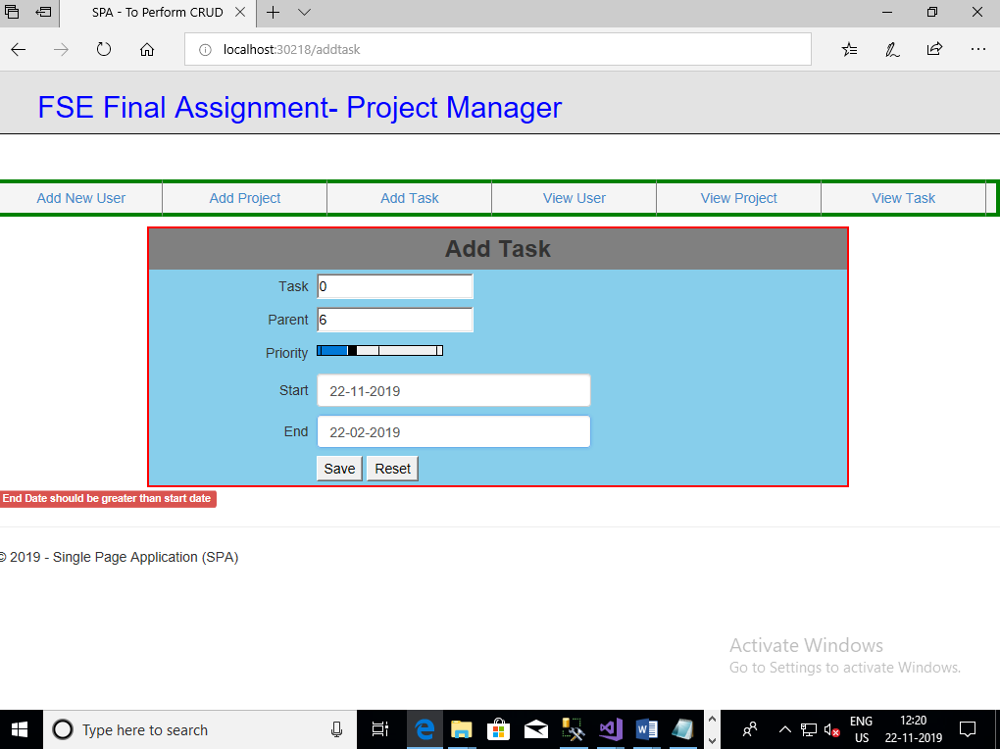 SPA - To Perform CRUD
localhost:30218/addtask
FSE Final Assignment- Project Manager
Add New User
Add Project
Add Task
View User
View Project
View Task
Add Task
Task 0
Parent 6
Priority
Start 22-11-2019
End 22-02-2019
Save Reset
End Date should be greater than start date
© 2019 - Single Page Application (SPA)
Activate Windows
Go to Settings to activate Windows.
Type here to search
ENG
US
12:20
22-11-2019